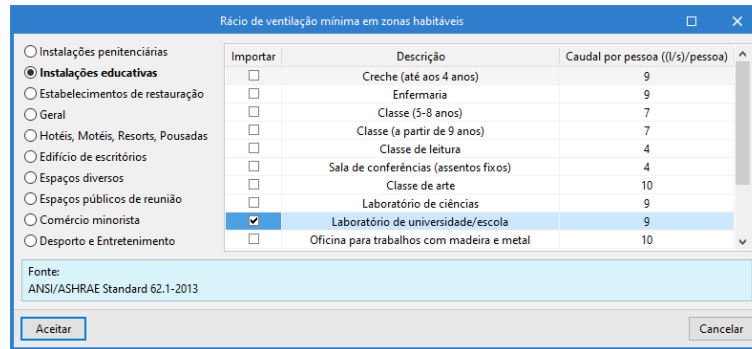 Rácio de ventilação mínima em zonas habitáveis
Instalações penitenciárias
Instalações educativas
Estabelecimentos de restauração
Geral
Hotéis, Motéis, Resorts, Pousadas
Edifício de escritórios
Espaços diversos
Espaços públicos de reunião
Comércio minorista
Desporto e Entretenimento
Importar Descrição Caudal por pessoa ((l/s)/pessoa)
Creche (até aos 4 anos) 9
Enfermaria 9
Classe (5-8 anos) 7
Classe (a partir de 9 anos) 7
Classe de leitura 4
Sala de conferências (assentos fixos) 4
Classe de arte 10
Laboratório de ciências 9
Laboratório de universidade/escola 9
Oficina para trabalhos com madeira e metal 10
Fonte:
ANSI/ASHRAE Standard 62.1-2013
Aceitar
Cancelar